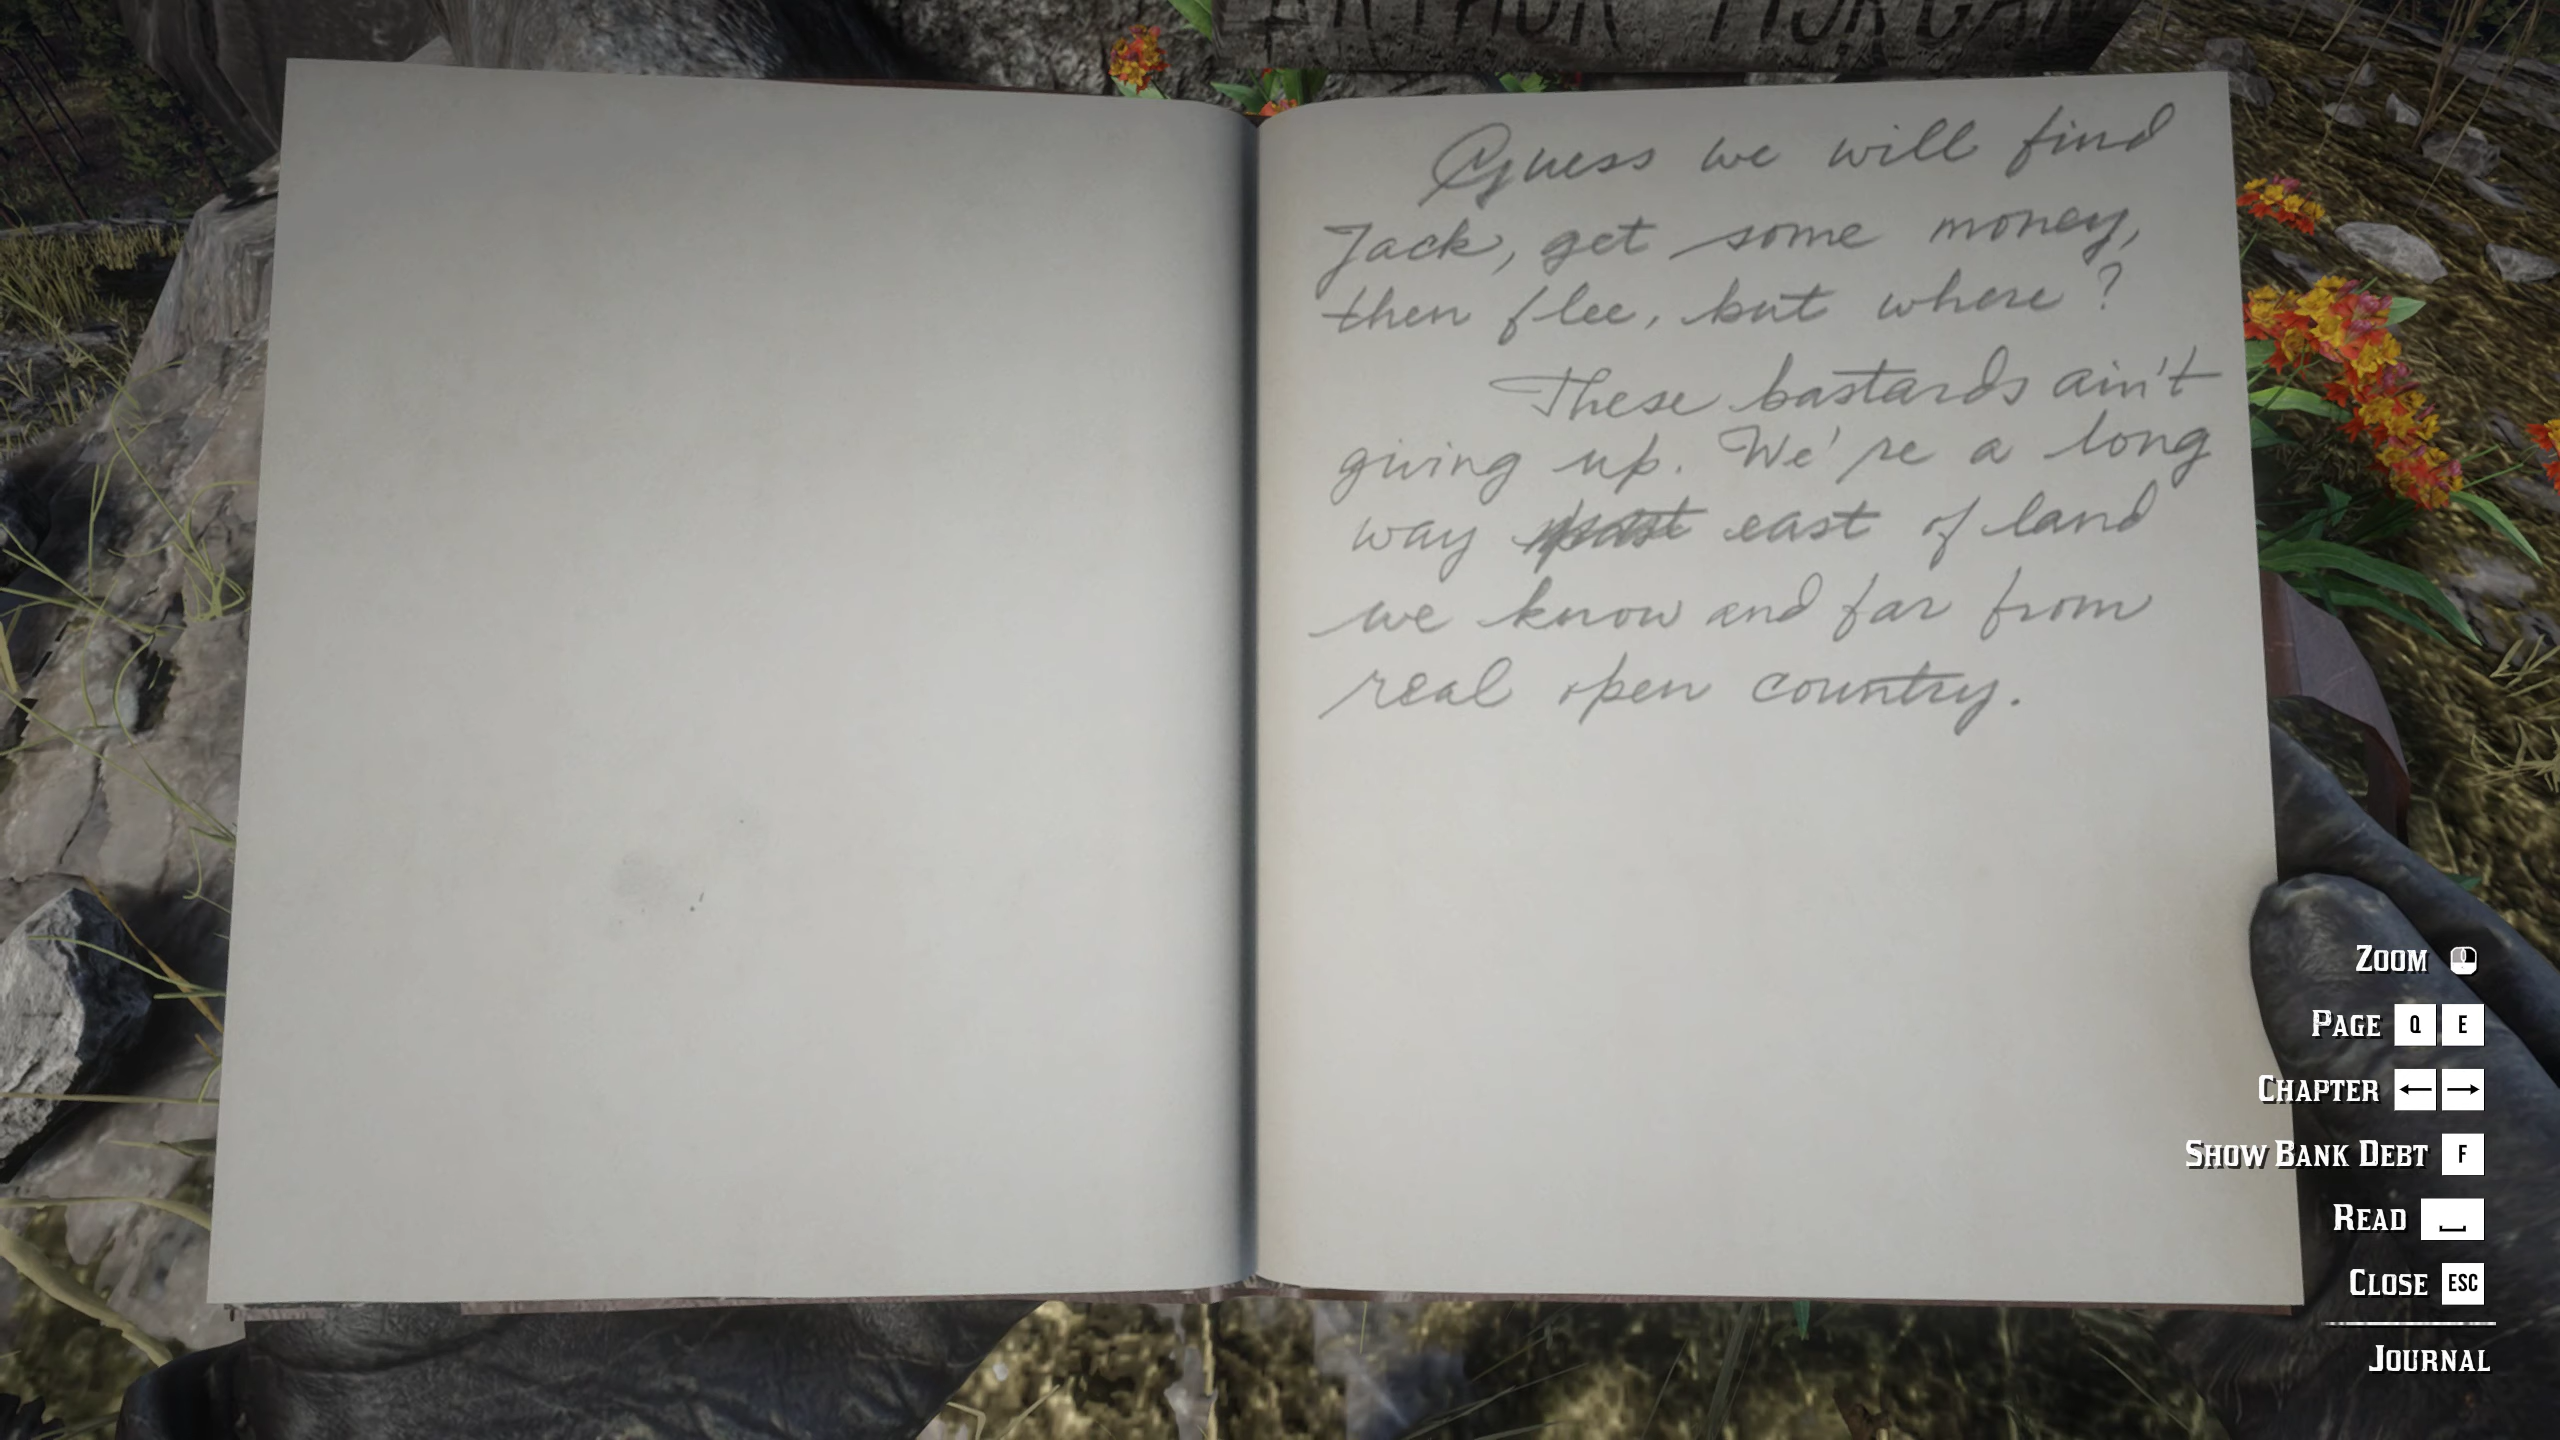 ARTHUR MORGAN
Guess we will find
Jack, get some money,
then flee, but where?
These bastards ain't
giving up. We're a long
way east of land
we know and far from
real open country.
ZOOM
PAGE Q E
CHAPTER ← →
SHOW BANK DEBT F
READ
CLOSE ESC
JOURNAL